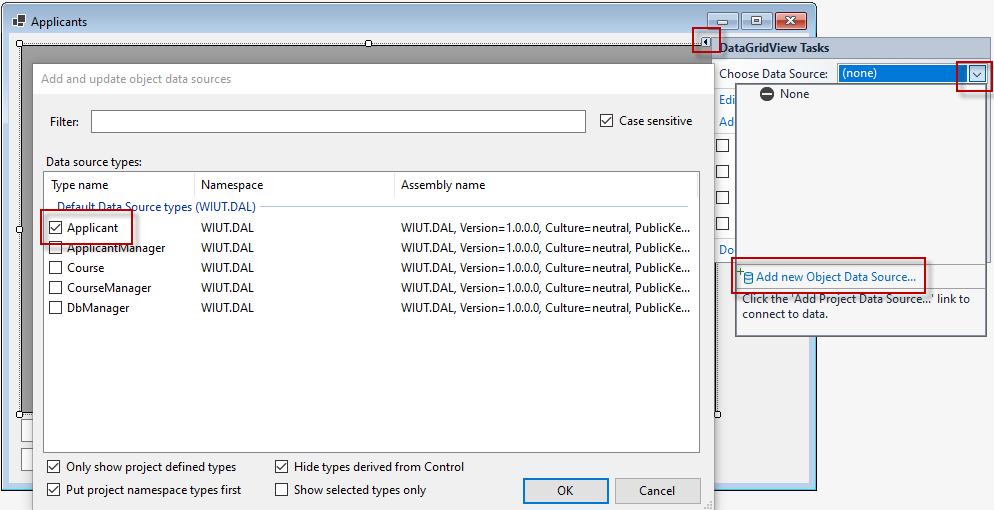 Applicants
DataGridView Tasks
Choose Data Source: (none)
None
Edi
Ad
Do
Add new Object Data Source...
Click the 'Add Project Data Source...' link to
connect to data.
Add and update object data sources
Filter:
Case sensitive
Data source types:
Type name Namespace Assembly name
Default Data Source types (WIUT.DAL)
Applicant WIUT.DAL WIUT.DAL, Version=1.0.0.0, Culture=neutral, PublicKe...
ApplicantManager WIUT.DAL WIUT.DAL, Version=1.0.0.0, Culture=neutral, PublicKe...
Course WIUT.DAL WIUT.DAL, Version=1.0.0.0, Culture=neutral, PublicKe...
CourseManager WIUT.DAL WIUT.DAL, Version=1.0.0.0, Culture=neutral, PublicKe...
DbManager WIUT.DAL WIUT.DAL, Version=1.0.0.0, Culture=neutral, PublicKe...
Only show project defined types Hide types derived from Control
Put project namespace types first Show selected types only
OK Cancel